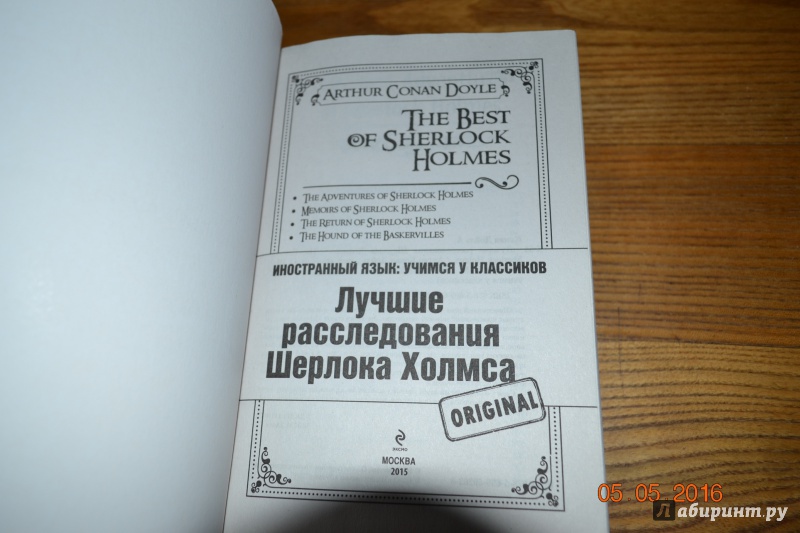 ARTHUR CONAN DOYLE
THE BEST
OF SHERLOCK
HOLMES
• THE ADVENTURES OF SHERLOCK HOLMES
• MEMOIRS OF SHERLOCK HOLMES
• THE RETURN OF SHERLOCK HOLMES
• THE HOUND OF THE BASKERVILLES
ИНОСТРАННЫЙ ЯЗЫК: УЧИМСЯ У КЛАССИКОВ
Лучшие
расследования
Шерлока Холмса
ORIGINAL
ЭКСМО
МОСКВА
2015
05.05.2016
Лабиринт.ру